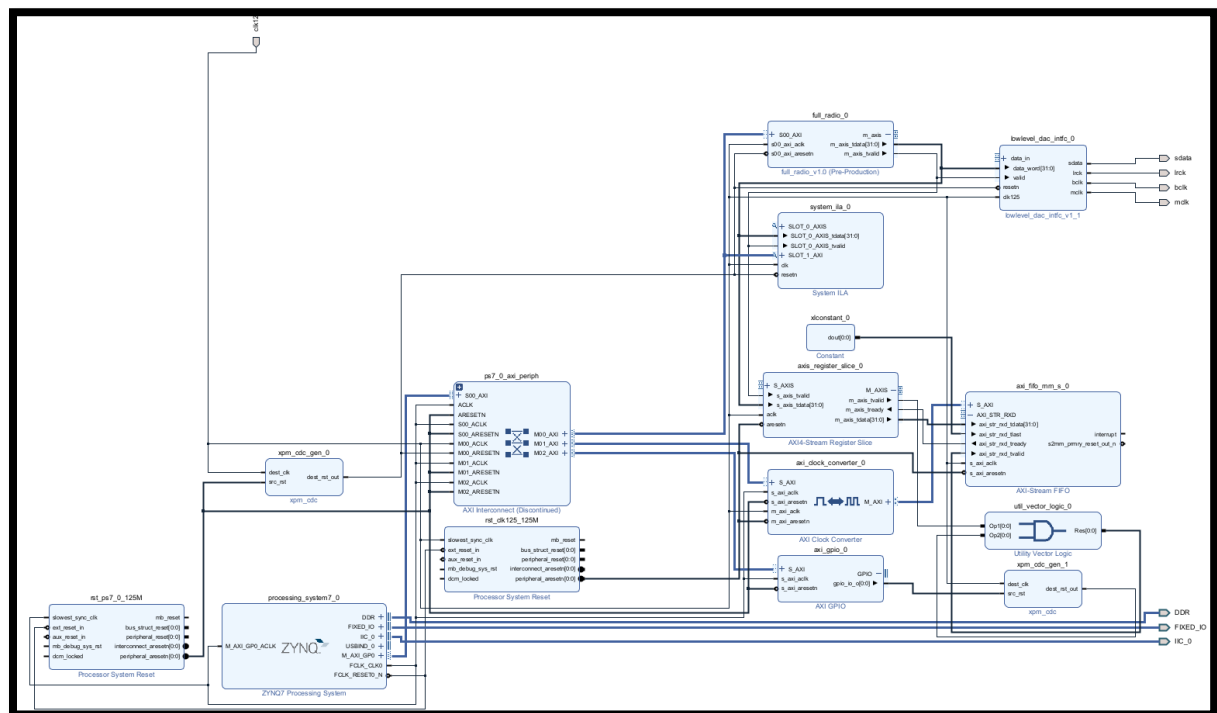 clk12
full_radio_0
S00_AXI
s00_axi_aclk
s00_axi_aresetn
m_axis
m_axis_tdata[31:0]
m_axis_tvalid
full_radio_v1.0 (Pre-Production)
lowlevel_dac_intfc_0
data_in
data_word[31:0]
valid
resetn
clk125
sdata
lrck
bclk
mclk
lowlevel_dac_intfc_v1_1
sdata
lrck
bclk
mclk
system_ila_0
SLOT_0_AXIS
SLOT_0_AXIS_tdata[31:0]
SLOT_0_AXIS_tvalid
SLOT_1_AXI
clk
resetn
System ILA
xlconstant_0
dout[0:0]
Constant
ps7_0_axi_periph
S00_AXI
ACLK
ARESETN
S00_ACLK
S00_ARESETN
M00_ACLK
M00_ARESETN
M01_ACLK
M01_ARESETN
M02_ACLK
M02_ARESETN
M00_AXI
M01_AXI
M02_AXI
AXI Interconnect (Discontinued)
axis_register_slice_0
S_AXIS
s_axis_tvalid
s_axis_tdata[31:0]
aclk
aresetn
M_AXIS
m_axis_tvalid
m_axis_tready
m_axis_tdata[31:0]
AXI4-Stream Register Slice
axi_fifo_mm_s_0
S_AXI
AXI_STR_RXD
axi_str_rxd_tdata[31:0]
axi_str_rxd_tlast
axi_str_rxd_tready
axi_str_rxd_tvalid
s_axi_aclk
s_axi_aresetn
interrupt
s2mm_prmry_reset_out_n
AXI-Stream FIFO
xpm_cdc_gen_0
dest_clk
src_rst
dest_rst_out
xpm_cdc
axi_clock_converter_0
S_AXI
s_axi_aclk
s_axi_aresetn
m_axi_aclk
m_axi_aresetn
M_AXI
AXI Clock Converter
util_vector_logic_0
Op1[0:0]
Op2[0:0]
Res[0:0]
Utility Vector Logic
rst_clk125_125M
slowest_sync_clk
ext_reset_in
aux_reset_in
mb_debug_sys_rst
dcm_locked
mb_reset
bus_struct_reset[0:0]
peripheral_reset[0:0]
interconnect_aresetn[0:0]
peripheral_aresetn[0:0]
Processor System Reset
axi_gpio_0
S_AXI
s_axi_aclk
s_axi_aresetn
GPIO
gpio_io_o[0:0]
AXI GPIO
xpm_cdc_gen_1
dest_clk
src_rst
dest_rst_out
xpm_cdc
rst_ps7_0_125M
slowest_sync_clk
ext_reset_in
aux_reset_in
mb_debug_sys_rst
dcm_locked
mb_reset
bus_struct_reset[0:0]
peripheral_reset[0:0]
interconnect_aresetn[0:0]
peripheral_aresetn[0:0]
Processor System Reset
processing_system7_0
M_AXI_GP0_ACLK
ZYNQ
DDR
FIXED_IO
IIC_0
USBIND_0
M_AXI_GP0
FCLK_CLK0
FCLK_RESET0_N
ZYNQ7 Processing System
DDR
FIXED_IO
IIC_0